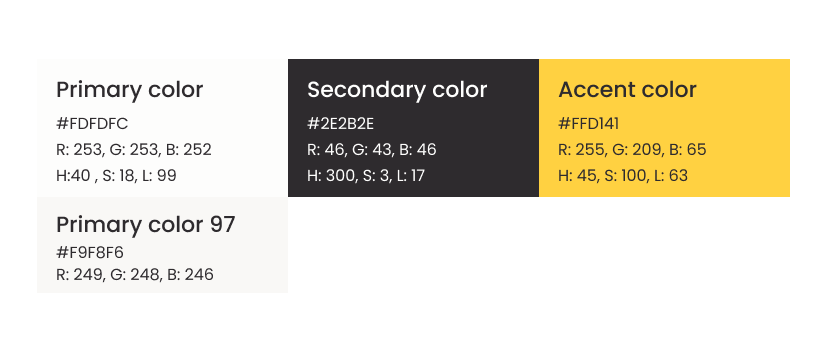 Primary color
#FDFDFC
R: 253, G: 253, B: 252
H:40 , S: 18, L: 99
Secondary color
#2E2B2E
R: 46, G: 43, B: 46
H: 300, S: 3, L: 17
Accent color
#FFD141
R: 255, G: 209, B: 65
H: 45, S: 100, L: 63
Primary color 97
#F9F8F6
R: 249, G: 248, B: 246